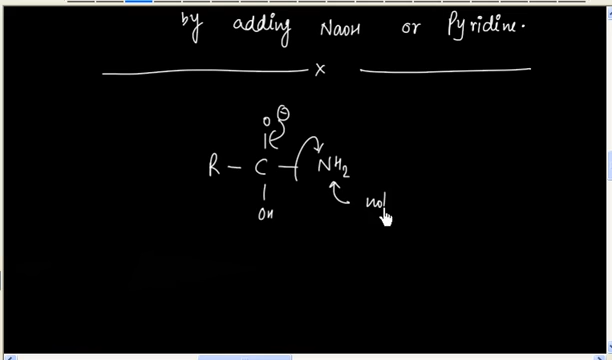 by adding NaOH or Pyridine.
x
O ⊖
R - C - NH2
OH